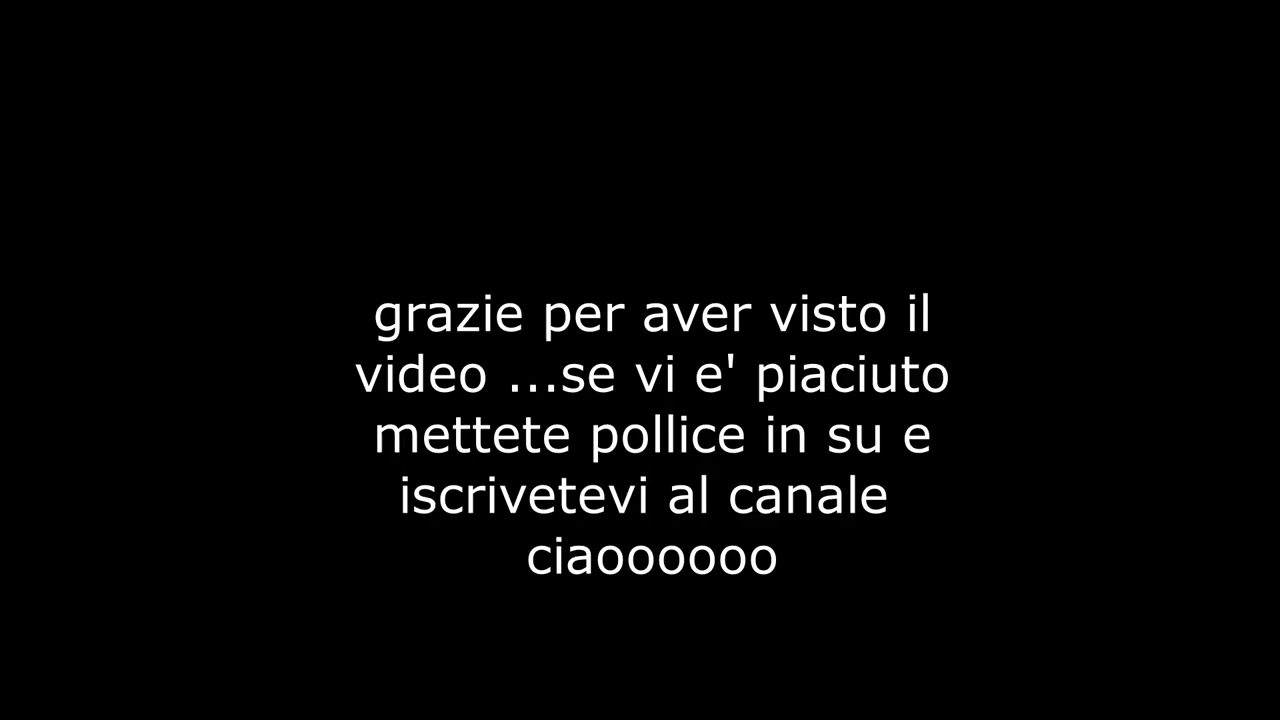 grazie per aver visto il
video ...se vi e' piaciuto
mettete pollice in su e
iscrivetevi al canale
ciaoooooo